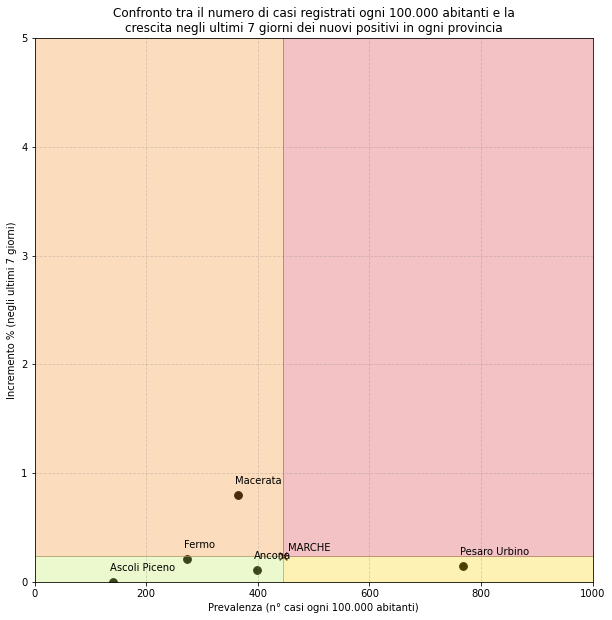 Confronto tra il numero di casi registrati ogni 100.000 abitanti e la
crescita negli ultimi 7 giorni dei nuovi positivi in ogni provincia
5
4
3
2
1
0
Incremento % (negli ultimi 7 giorni)
Macerata
Fermo
Ancona
MARCHE
Ascoli Piceno
Pesaro Urbino
0 200 400 600 800 1000
Prevalenza (n° casi ogni 100.000 abitanti)